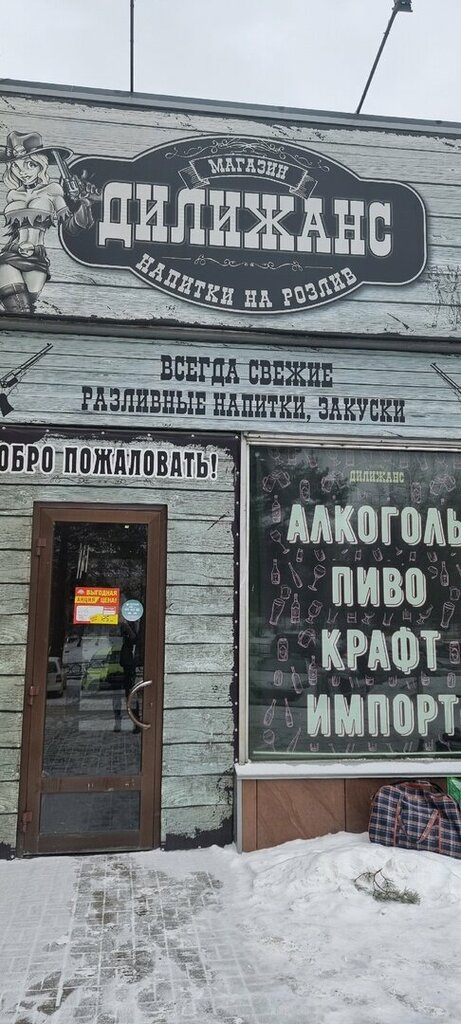 МАГАЗИН
ДИЛИЖАНС
НАПИТКИ НА РОЗЛИВ
ВСЕГДА СВЕЖИЕ
РАЗЛИВНЫЕ НАПИТКИ, ЗАКУСКИ
ОБРО ПОЖАЛОВАТЬ!
ВЫГОДНАЯ
ЦЕНА!
ДИЛИЖАНС
АЛКОГОЛЬ
ПИВО
КРАФТ
ИМПОРТ